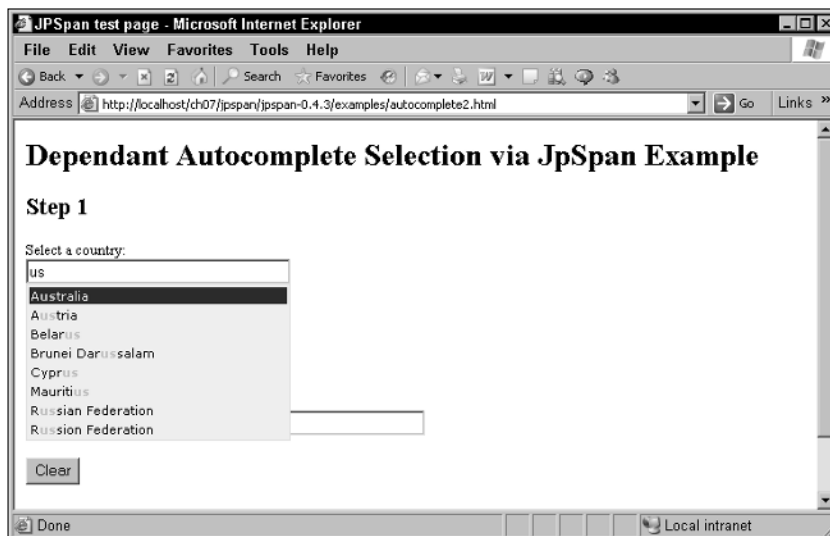 JPSpan test page - Microsoft Internet Explorer
File Edit View Favorites Tools Help
Back Search Favorites
Address http://localhost/ch07/jpspan/jpspan-0.4.3/examples/autocomplete2.html Go Links »
Dependant Autocomplete Selection via JpSpan Example
Step 1
Select a country:
us
Australia
Austria
Belarus
Brunei Darussalam
Cyprus
Mauritius
Russian Federation
Russion Federation
Clear
Done Local intranet